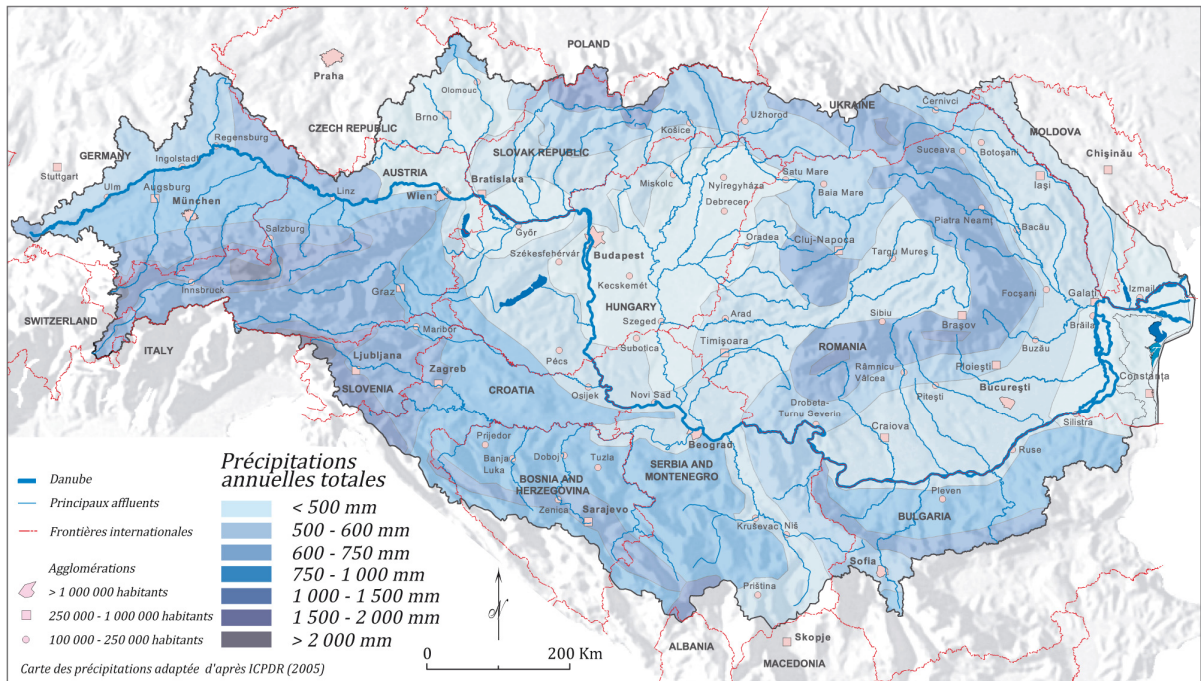 POLAND
Praha
Olomouc
Brno
CZECH REPUBLIC
Košice
Užhorod
UKRAINE
Černivci
MOLDOVA
Chişinău
Regensburg
GERMANY
Ingolstadt
Stuttgart
Ulm
Augsburg
München
Linz
AUSTRIA
Wien
Bratislava
SLOVAK REPUBLIC
Miskolc
Nyíregyháza
Debrecen
Satu Mare
Baia Mare
Suceava
Botoşani
Iaşi
Piatra Neamţ
Bacău
Salzburg
Győr
Székesfehérvár
Budapest
Kecskemét
HUNGARY
Oradea
Cluj-Napoca
Targu Mureş
Innsbruck
SWITZERLAND
ITALY
Graz
Maribor
Ljubljana
SLOVENIA
Zagreb
CROATIA
Pécs
Szeged
Subotica
Arad
Timişoara
Sibiu
ROMANIA
Braşov
Focşani
Galaţi
Izmail
Brăila
Buzău
Râmnicu
Vâlcea
Ploieşti
Piteşti
Bucureşti
Constanţa
Osijek
Novi Sad
Beograd
Drobeta-
Turnu Severin
Craiova
Silistra
Ruse
Prijedor
Banja
Luka
Doboj
Tuzla
BOSNIA AND
HERZEGOVINA
Zenica
Sarajevo
SERBIA AND
MONTENEGRO
Kruševac
Niš
Pleven
BULGARIA
Sofia
Priština
ALBANIA
Skopje
MACEDONIA
Danube
Principaux affluents
Frontières internationales
Agglomérations
> 1 000 000 habitants
250 000 - 1 000 000 habitants
100 000 - 250 000 habitants
Précipitations
annuelles totales
< 500 mm
500 - 600 mm
600 - 750 mm
750 - 1 000 mm
1 000 - 1 500 mm
1 500 - 2 000 mm
> 2 000 mm
N
0 200 Km
Carte des précipitations adaptée d'après ICPDR (2005)